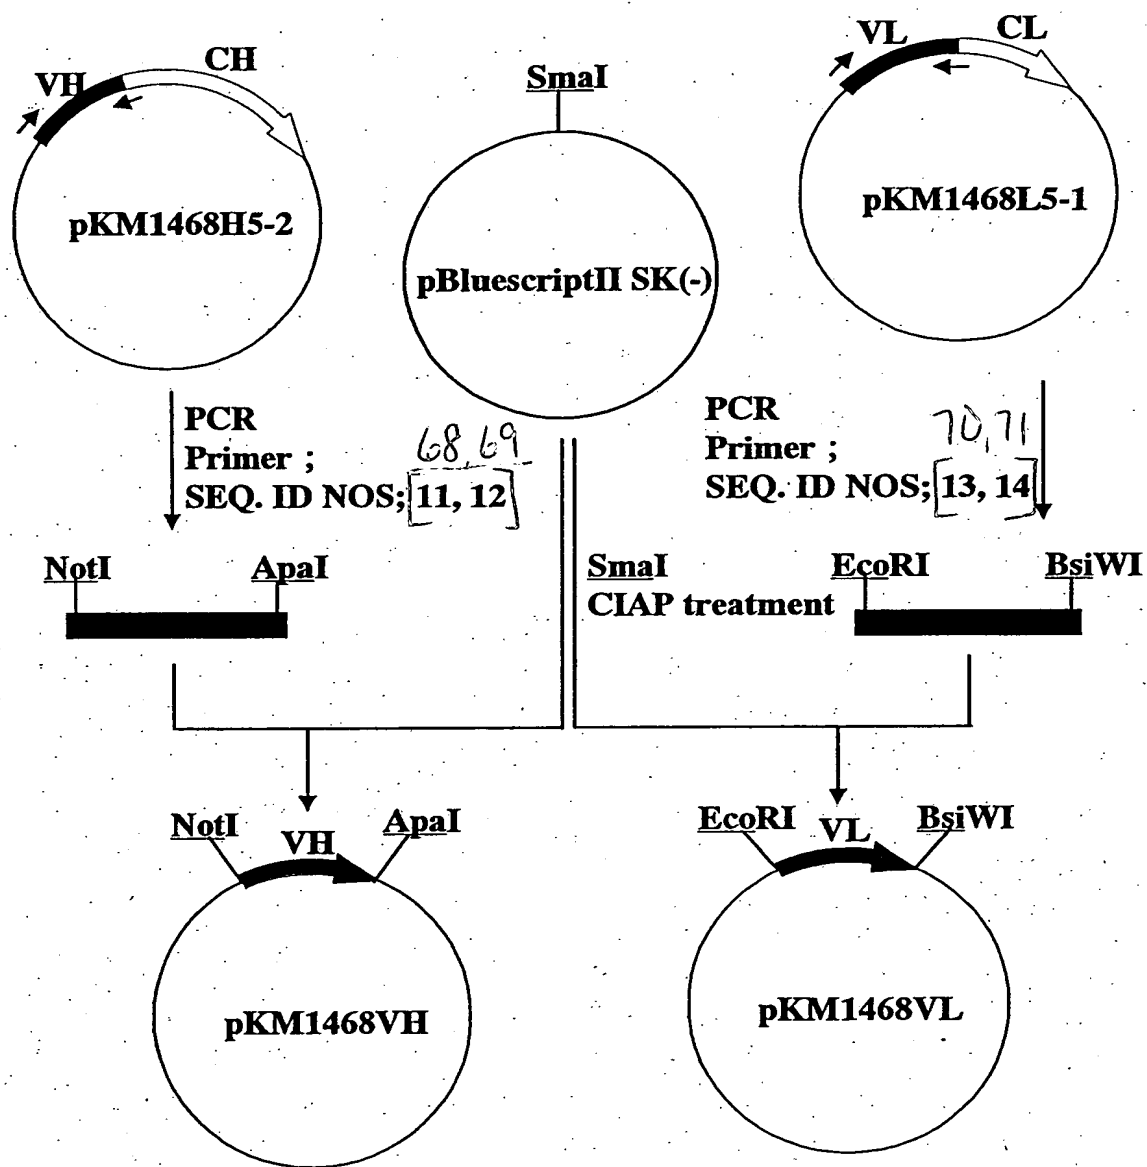 VH
CH
pKM1468H5-2
SmaI
pBluescriptII SK(-)
VL
CL
pKM1468L5-1
PCR
68, 69
Primer ;
SEQ. ID NOS; [11, 12]
PCR
70, 71
Primer ;
SEQ. ID NOS; [13, 14]
NotI
ApaI
SmaI
CIAP treatment
EcoRI
BsiWI
NotI
VH
ApaI
pKM1468VH
EcoRI
VL
BsiWI
pKM1468VL